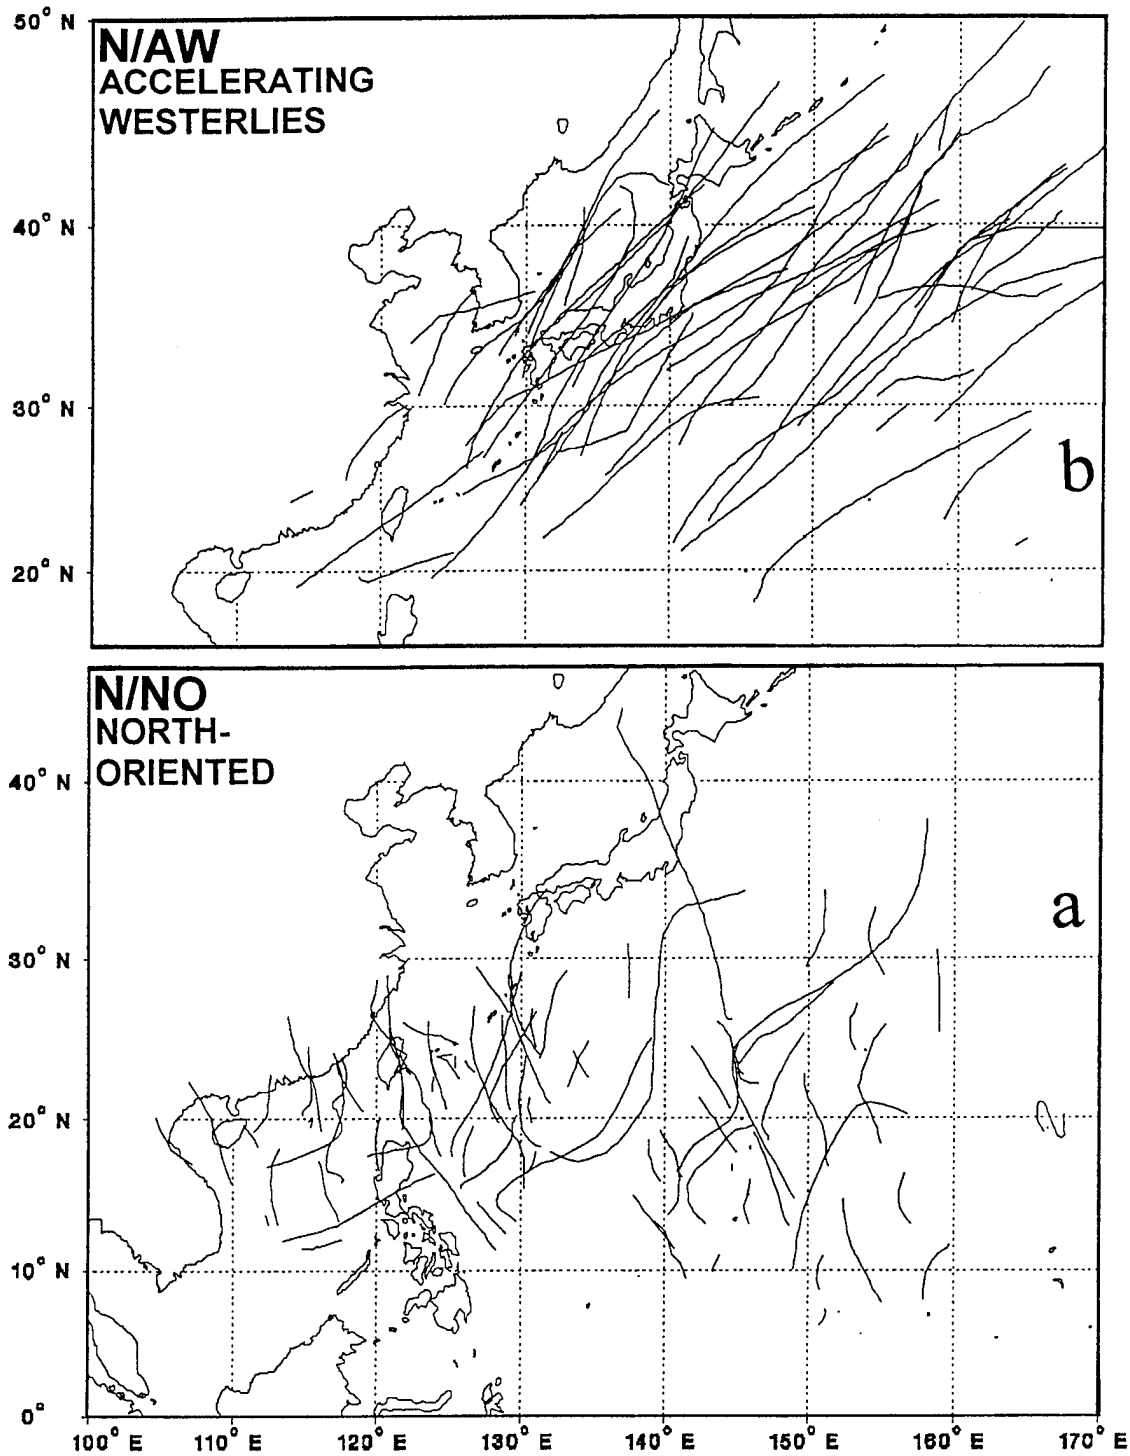 50° N
N/AW
ACCELERATING
WESTERLIES
40° N
30° N
b
20° N
N/NO
NORTH-
ORIENTED
40° N
a
30° N
20° N
10° N
0°
100° E 110° E 120° E 130° E 140° E 150° E 160° E 170° E